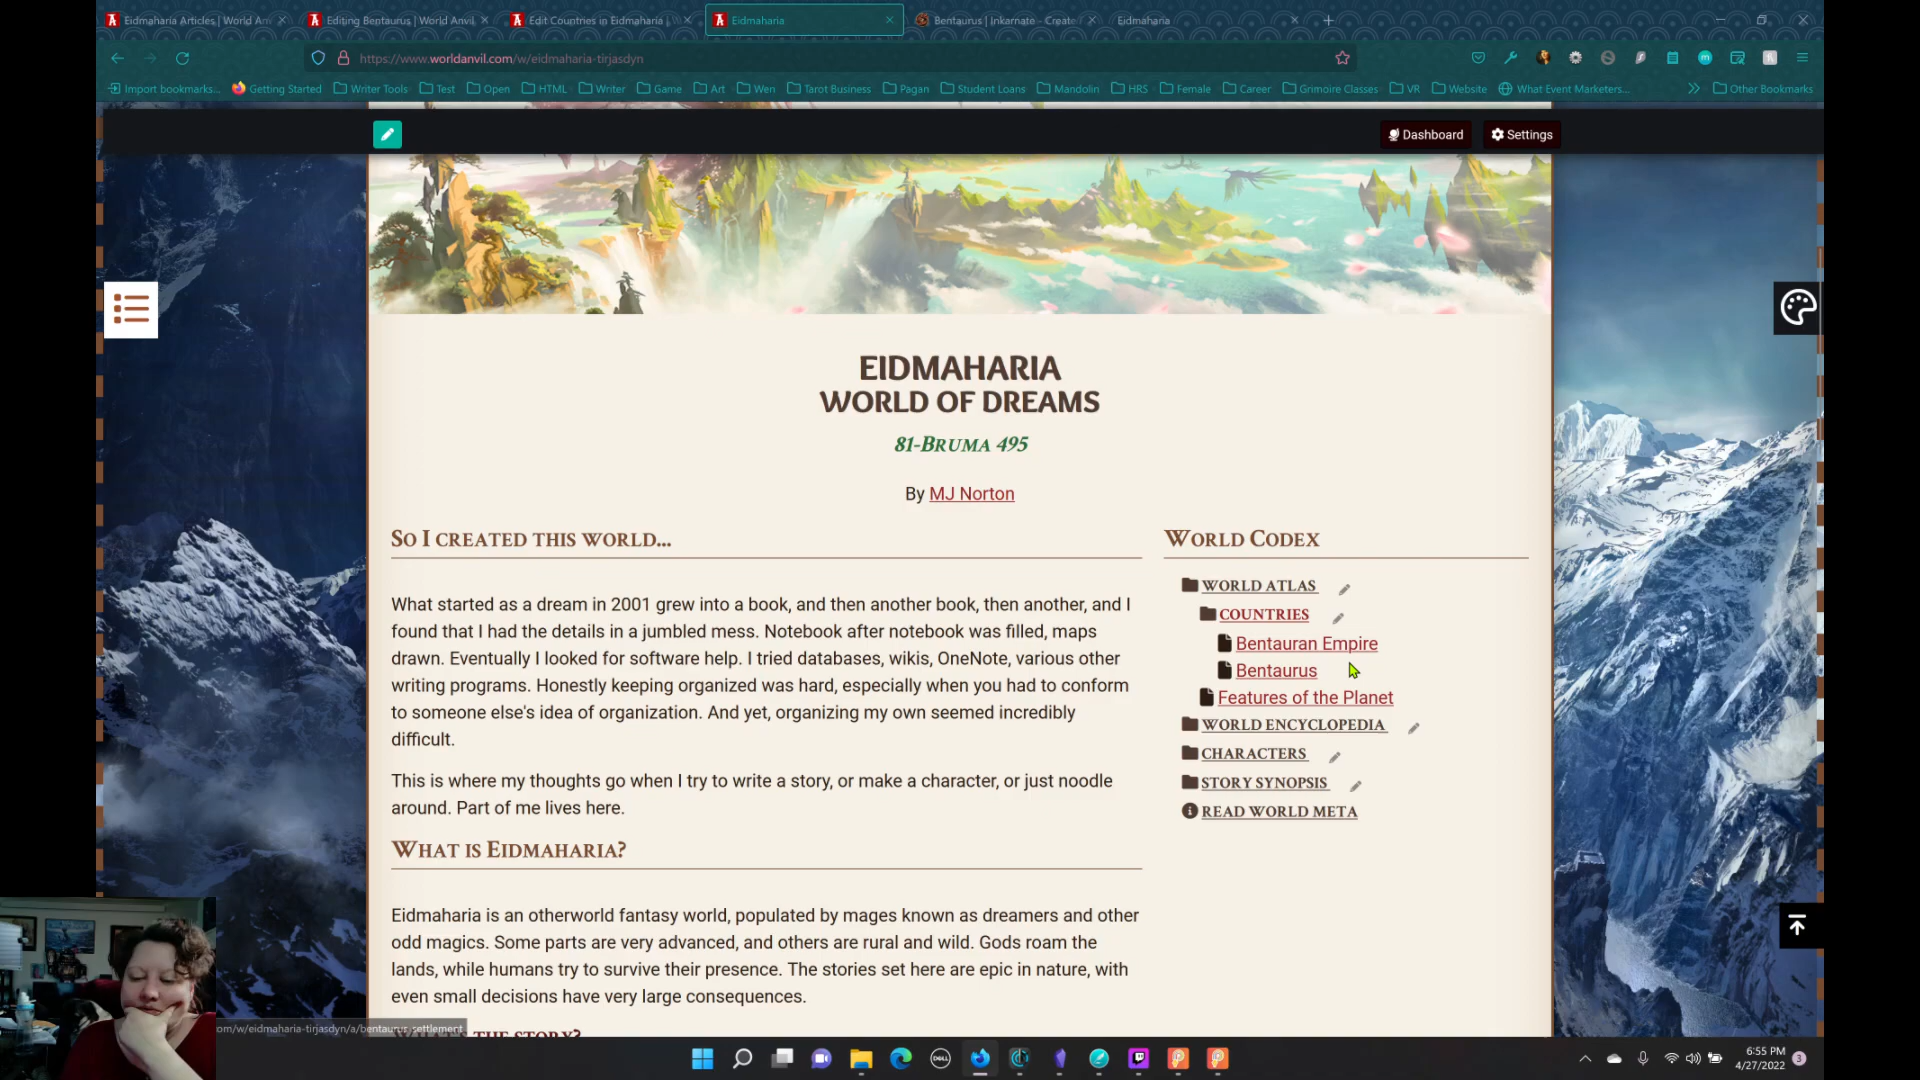 Eidmaharia Articles | World An
Editing Bentaurus | World Anvil
Edit Countries in Eidmaharia |
Eidmaharia
Bentaurus | Inkarnate - Create
Eidmaharia
https://www.worldanvil.com/w/eidmaharia-tirjasdyn
Import bookmarks...
Getting Started
Writer Tools
Test
Open
HTML
Writer
Game
Art
Wen
Tarot Business
Pagan
Student Loans
Mandolin
HRS
Female
Career
Grimoire Classes
VR
Website
What Event Marketers...
Other Bookmarks
Dashboard
Settings
EIDMAHARIA
WORLD OF DREAMS
81-Bruma 495
By MJ Norton
So I created this world...
What started as a dream in 2001 grew into a book, and then another book, then another, and I
found that I had the details in a jumbled mess. Notebook after notebook was filled, maps
drawn. Eventually I looked for software help. I tried databases, wikis, OneNote, various other
writing programs. Honestly keeping organized was hard, especially when you had to conform
to someone else's idea of organization. And yet, organizing my own seemed incredibly
difficult.
This is where my thoughts go when I try to write a story, or make a character, or just noodle
around. Part of me lives here.
What is Eidmaharia?
Eidmaharia is an otherworld fantasy world, populated by mages known as dreamers and other
odd magics. Some parts are very advanced, and others are rural and wild. Gods roam the
lands, while humans try to survive their presence. The stories set here are epic in nature, with
even small decisions have very large consequences.
What's the story?
World Codex
WORLD ATLAS
COUNTRIES
Bentauran Empire
Bentaurus
Features of the Planet
WORLD ENCYCLOPEDIA
CHARACTERS
STORY SYNOPSIS
READ WORLD META
om/w/eidmaharia-tirjasdyn/a/bentaurus-settlement
DELL
6:55 PM
4/27/2022
3